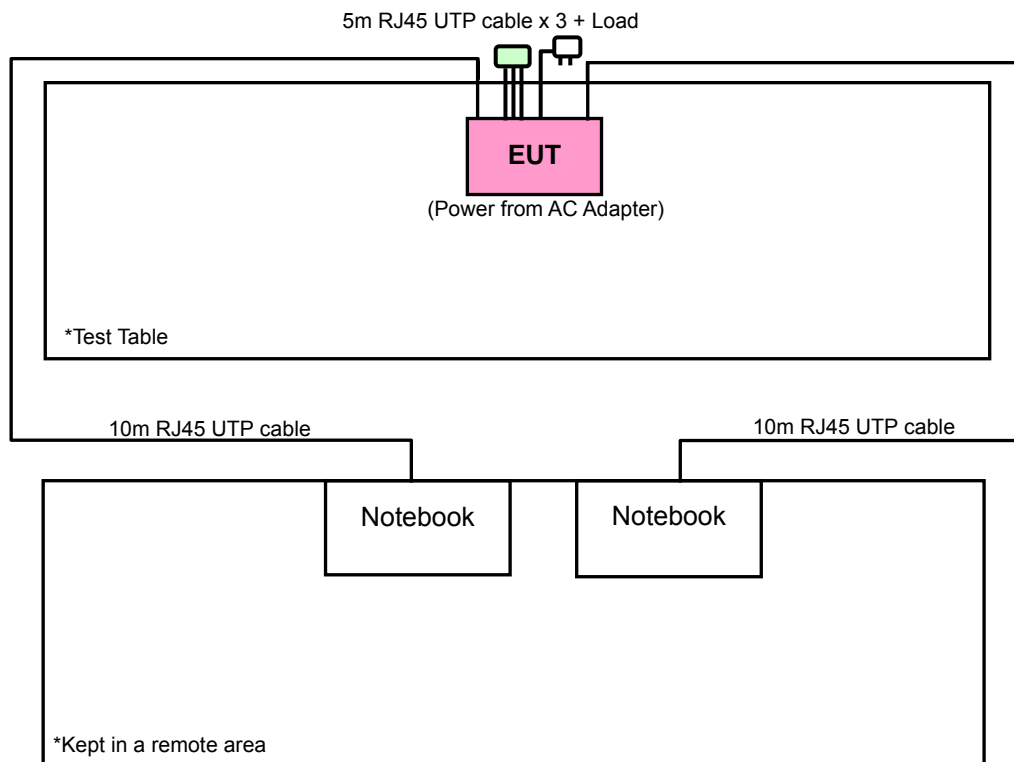 5m RJ45 UTP cable x 3 + Load
EUT
(Power from AC Adapter)
*Test Table
10m RJ45 UTP cable
10m RJ45 UTP cable
Notebook
Notebook
*Kept in a remote area